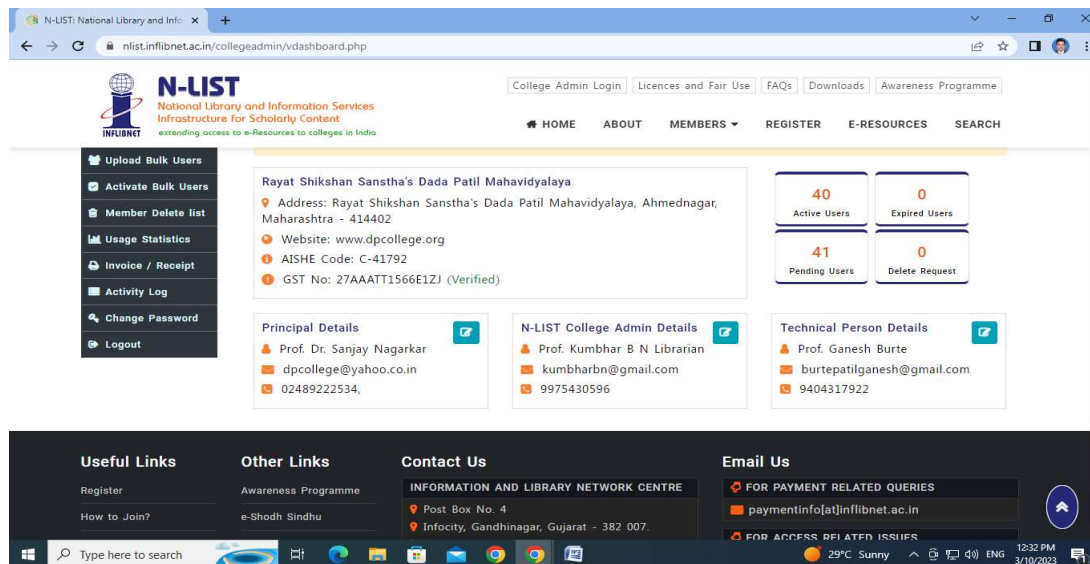 N-LIST: National Library and Info
nlist.inflibnet.ac.in/collegeadmin/vdashboard.php
INFLIBNET
N-LIST
National Library and Information Services
Infrastructure for Scholarly Content
extending access to e-Resources to colleges in India
College Admin Login Licences and Fair Use FAQs Downloads Awareness Programme
HOME ABOUT MEMBERS REGISTER E-RESOURCES SEARCH
Upload Bulk Users
Activate Bulk Users
Member Delete list
Usage Statistics
Invoice / Receipt
Activity Log
Change Password
Logout
Rayat Shikshan Sanstha's Dada Patil Mahavidyalaya
Address: Rayat Shikshan Sanstha's Dada Patil Mahavidyalaya, Ahmednagar,
Maharashtra - 414402
Website: www.dpcollege.org
AISHE Code: C-41792
GST No: 27AAATT1566E1ZJ (Verified)
40
Active Users
0
Expired Users
41
Pending Users
0
Delete Request
Principal Details
Prof. Dr. Sanjay Nagarkar
dpcollege@yahoo.co.in
02489222534,
N-LIST College Admin Details
Prof. Kumbhar B N Librarian
kumbharbn@gmail.com
9975430596
Technical Person Details
Prof. Ganesh Burte
burtepatilganesh@gmail.com
9404317922
Useful Links
Register
How to Join?
Other Links
Awareness Programme
e-Shodh Sindhu
Contact Us
INFORMATION AND LIBRARY NETWORK CENTRE
Post Box No. 4
Infocity, Gandhinagar, Gujarat - 382 007.
Email Us
FOR PAYMENT RELATED QUERIES
paymentinfo[at]inflibnet.ac.in
FOR ACCESS RELATED ISSUES
Type here to search
29°C Sunny
ENG
12:32 PM
3/10/2023